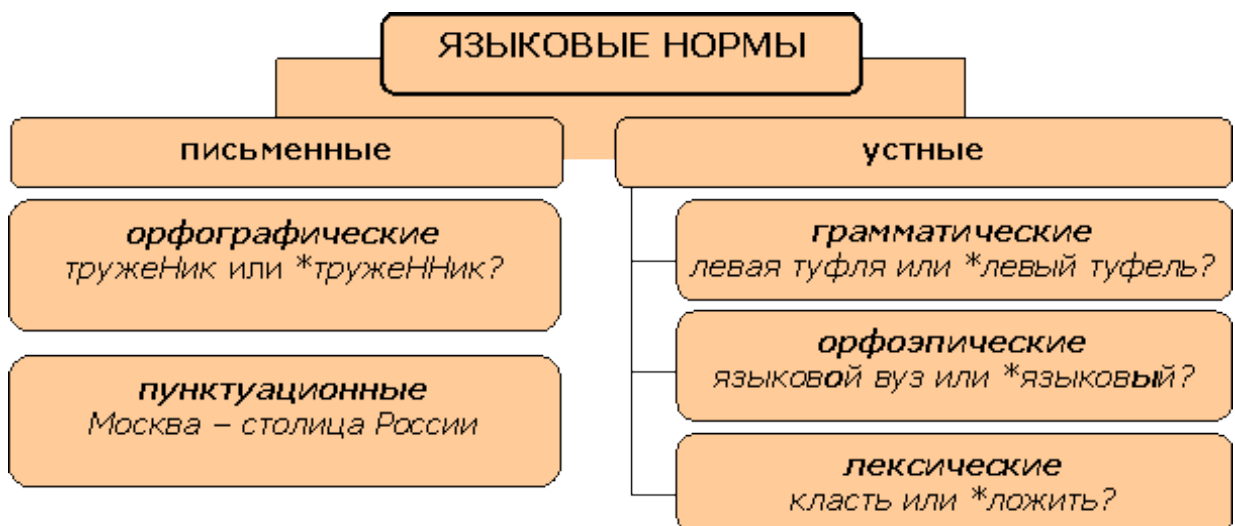 ЯЗЫКОВЫЕ НОРМЫ
письменные
орфографические
тружеНик или *тружеННик?
пунктуационные
Москва – столица России
устные
грамматические
левая туфля или *левый туфель?
орфоэпические
языковой вуз или *языковый?
лексические
класть или *ложить?